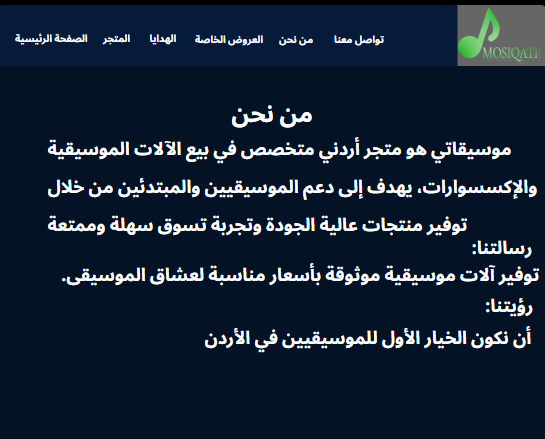 MOSIQATI
الصفحة الرئيسية
المتجر
الهدايا
العروض الخاصة
من نحن
تواصل معنا
من نحن
موسيقاتي هو متجر أردني متخصص في بيع الآلات الموسيقية
والإكسسوارات، يهدف إلى دعم الموسيقيين والمبتدئين من خلال
توفير منتجات عالية الجودة وتجربة تسوق سهلة وممتعة
رسالتنا:
توفير آلات موسيقية موثوقة بأسعار مناسبة لعشاق الموسيقى.
رؤيتنا:
أن نكون الخيار الأول للموسيقيين في الأردن